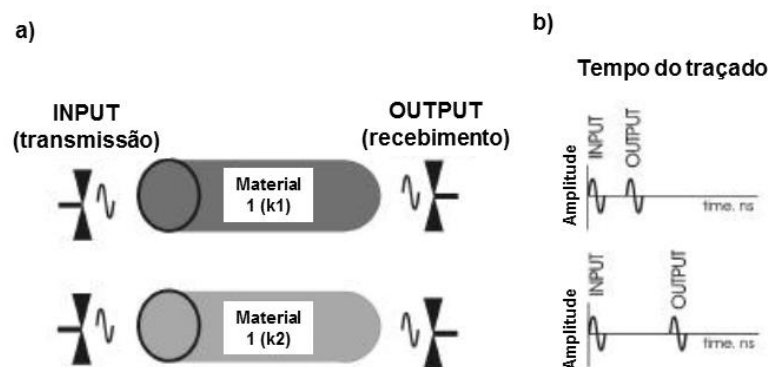 a)
INPUT
(transmissão)
OUTPUT
(recebimento)
Material
1 (k1)
Material
1 (k2)
b)
Tempo do traçado
Amplitude
INPUT
OUTPUT
time, ns
Amplitude
INPUT
OUTPUT
time, ns